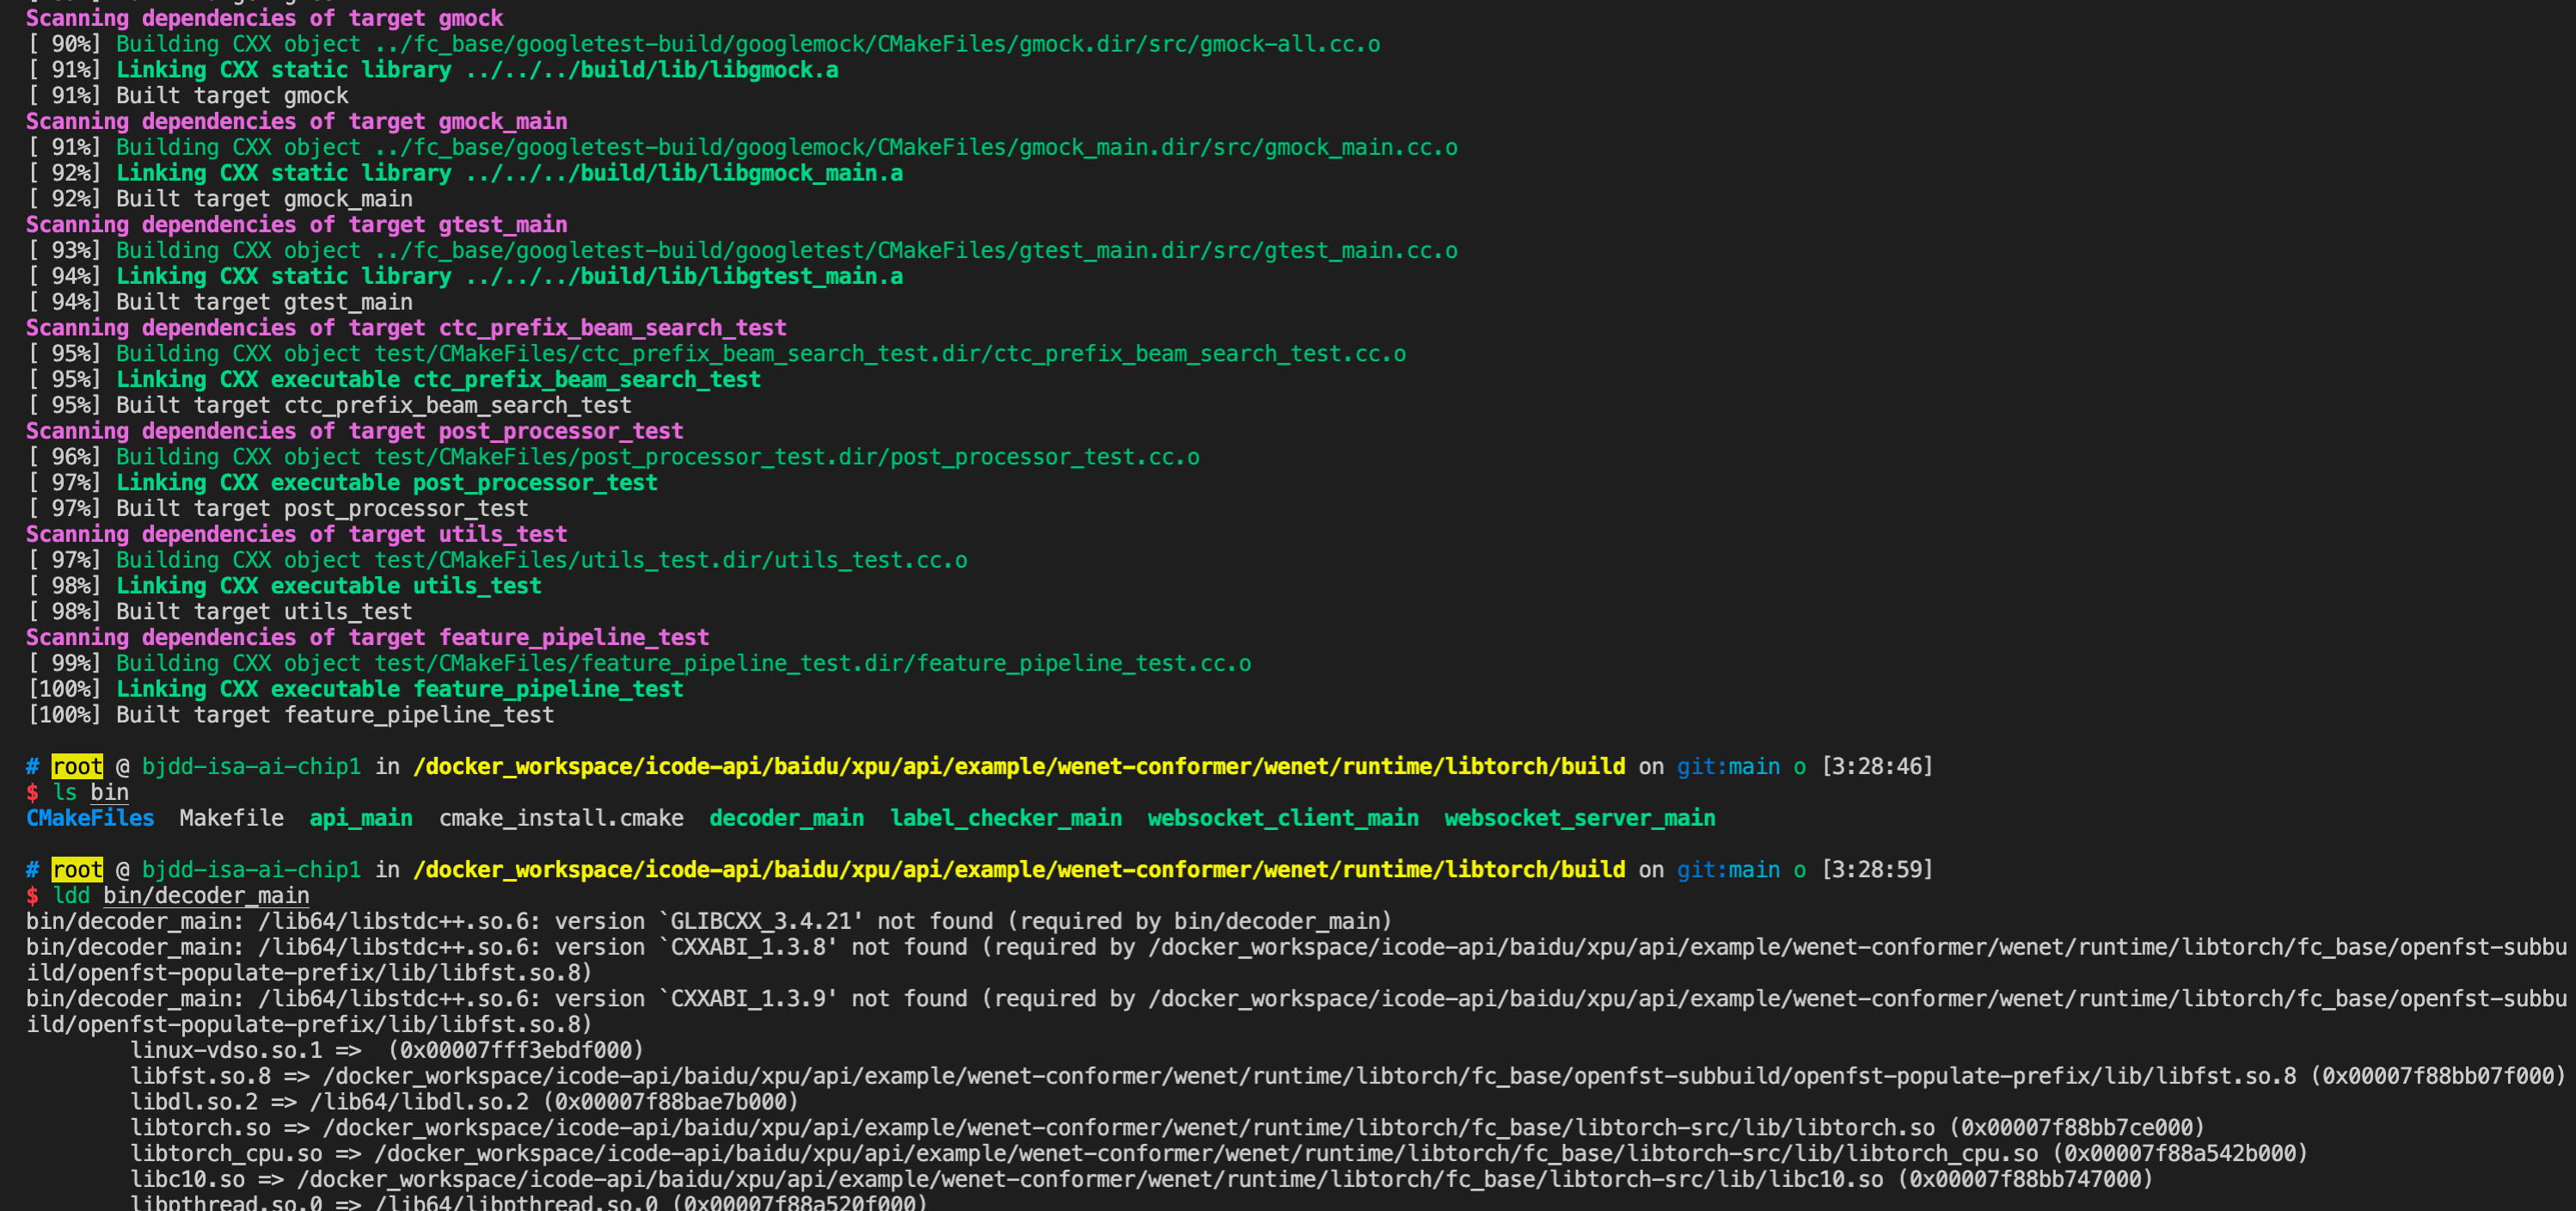 Scanning dependencies of target gmock
[ 90%] Building CXX object ../fc_base/googletest-build/googlemock/CMakeFiles/gmock.dir/src/gmock-all.cc.o
[ 91%] Linking CXX static library ../../../build/lib/libgmock.a
[ 91%] Built target gmock
Scanning dependencies of target gmock_main
[ 91%] Building CXX object ../fc_base/googletest-build/googlemock/CMakeFiles/gmock_main.dir/src/gmock_main.cc.o
[ 92%] Linking CXX static library ../../../build/lib/libgmock_main.a
[ 92%] Built target gmock_main
Scanning dependencies of target gtest_main
[ 93%] Building CXX object ../fc_base/googletest-build/googletest/CMakeFiles/gtest_main.dir/src/gtest_main.cc.o
[ 94%] Linking CXX static library ../../../build/lib/libgtest_main.a
[ 94%] Built target gtest_main
Scanning dependencies of target ctc_prefix_beam_search_test
[ 95%] Building CXX object test/CMakeFiles/ctc_prefix_beam_search_test.dir/ctc_prefix_beam_search_test.cc.o
[ 95%] Linking CXX executable ctc_prefix_beam_search_test
[ 95%] Built target ctc_prefix_beam_search_test
Scanning dependencies of target post_processor_test
[ 96%] Building CXX object test/CMakeFiles/post_processor_test.dir/post_processor_test.cc.o
[ 97%] Linking CXX executable post_processor_test
[ 97%] Built target post_processor_test
Scanning dependencies of target utils_test
[ 97%] Building CXX object test/CMakeFiles/utils_test.dir/utils_test.cc.o
[ 98%] Linking CXX executable utils_test
[ 98%] Built target utils_test
Scanning dependencies of target feature_pipeline_test
[ 99%] Building CXX object test/CMakeFiles/feature_pipeline_test.dir/feature_pipeline_test.cc.o
[100%] Linking CXX executable feature_pipeline_test
[100%] Built target feature_pipeline_test
# root @ bjdd-isa-ai-chip1 in /docker_workspace/icode-api/baidu/xpu/api/example/wenet-conformer/wenet/runtime/libtorch/build on git:main o [3:28:46]
$ ls bin
CMakeFiles  Makefile  api_main  cmake_install.cmake  decoder_main  label_checker_main  websocket_client_main  websocket_server_main
# root @ bjdd-isa-ai-chip1 in /docker_workspace/icode-api/baidu/xpu/api/example/wenet-conformer/wenet/runtime/libtorch/build on git:main o [3:28:59]
$ ldd bin/decoder_main
bin/decoder_main: /lib64/libstdc++.so.6: version `GLIBCXX_3.4.21' not found (required by bin/decoder_main)
bin/decoder_main: /lib64/libstdc++.so.6: version `CXXABI_1.3.8' not found (required by /docker_workspace/icode-api/baidu/xpu/api/example/wenet-conformer/wenet/runtime/libtorch/fc_base/openfst-subbu
ild/openfst-populate-prefix/lib/libfst.so.8)
bin/decoder_main: /lib64/libstdc++.so.6: version `CXXABI_1.3.9' not found (required by /docker_workspace/icode-api/baidu/xpu/api/example/wenet-conformer/wenet/runtime/libtorch/fc_base/openfst-subbu
ild/openfst-populate-prefix/lib/libfst.so.8)
linux-vdso.so.1 =>  (0x00007fff3ebdf000)
libfst.so.8 => /docker_workspace/icode-api/baidu/xpu/api/example/wenet-conformer/wenet/runtime/libtorch/fc_base/openfst-subbuild/openfst-populate-prefix/lib/libfst.so.8 (0x00007f88bb07f000)
libdl.so.2 => /lib64/libdl.so.2 (0x00007f88bae7b000)
libtorch.so => /docker_workspace/icode-api/baidu/xpu/api/example/wenet-conformer/wenet/runtime/libtorch/fc_base/libtorch-src/lib/libtorch.so (0x00007f88bb7ce000)
libtorch_cpu.so => /docker_workspace/icode-api/baidu/xpu/api/example/wenet-conformer/wenet/runtime/libtorch/fc_base/libtorch-src/lib/libtorch_cpu.so (0x00007f88a542b000)
libc10.so => /docker_workspace/icode-api/baidu/xpu/api/example/wenet-conformer/wenet/runtime/libtorch/fc_base/libtorch-src/lib/libc10.so (0x00007f88bb747000)
libpthread.so.0 => /lib64/libpthread.so.0 (0x00007f88a520f000)